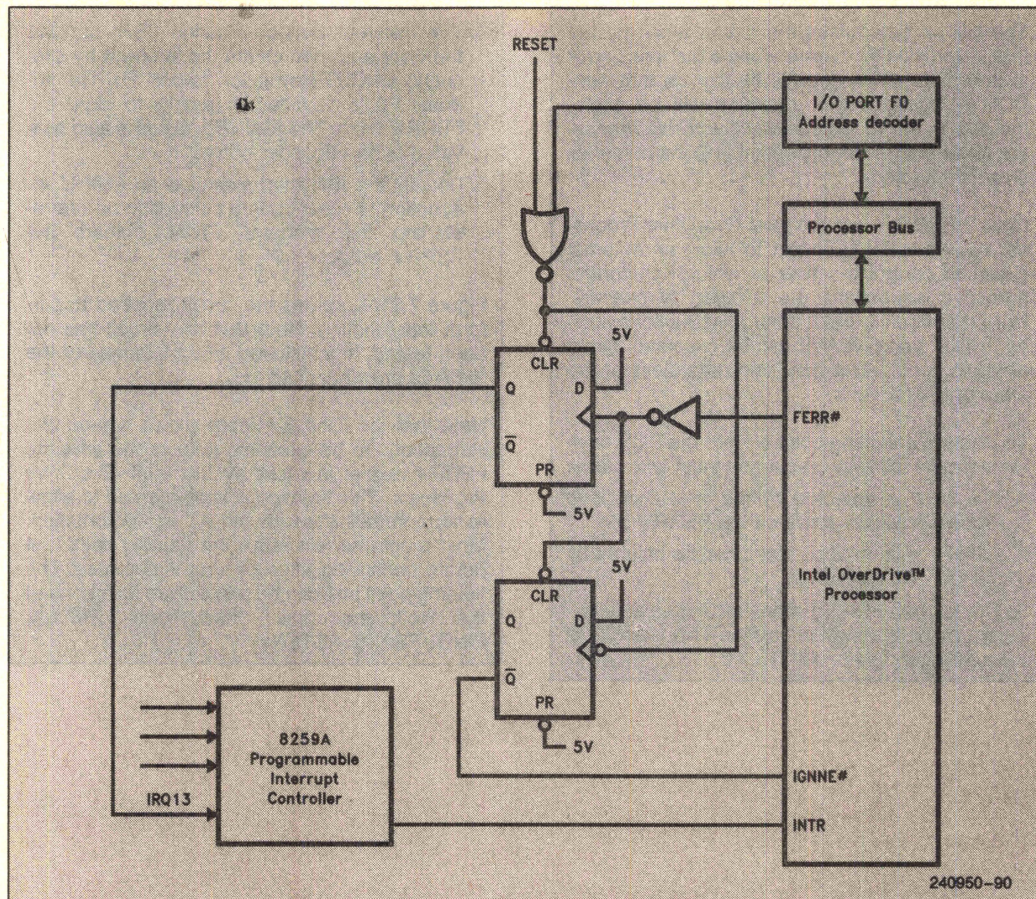 RESET
I/O PORT F0
Address decoder
Processor Bus
5V
CLR
Q
D
Q̅
PR
5V
FERR#
5V
CLR
Q
D
Q̅
PR
5V
Intel OverDrive™
Processor
8259A
Programmable
Interrupt
Controller
IRQ13
IGNNE#
INTR
240950–90